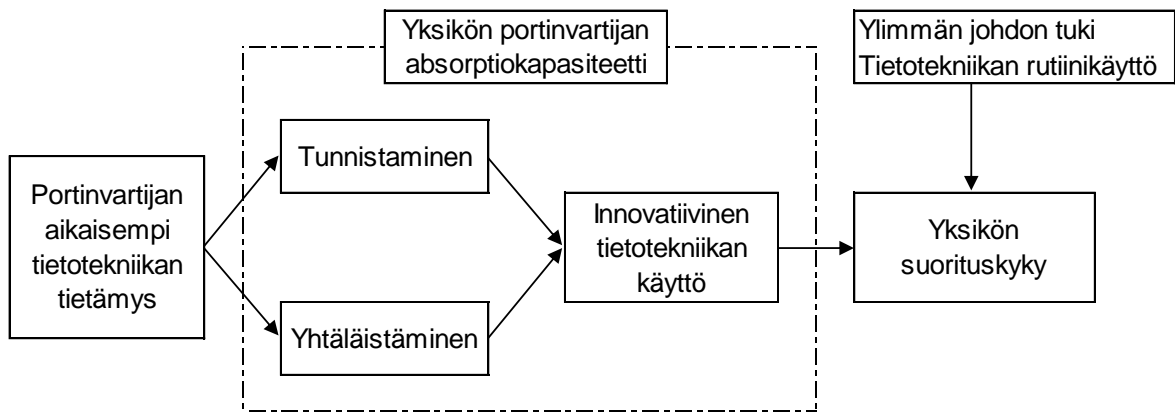 Yksikön portinvartijan
absorptiokapasiteetti
Ylimmän johdon tuki
Tietotekniikan rutiinikäyttö
Portinvartijan
aikaisempi
tietotekniikan
tietämys
Tunnistaminen
Yhtäläistäminen
Innovatiivinen
tietotekniikan
käyttö
Yksikön
suorituskyky